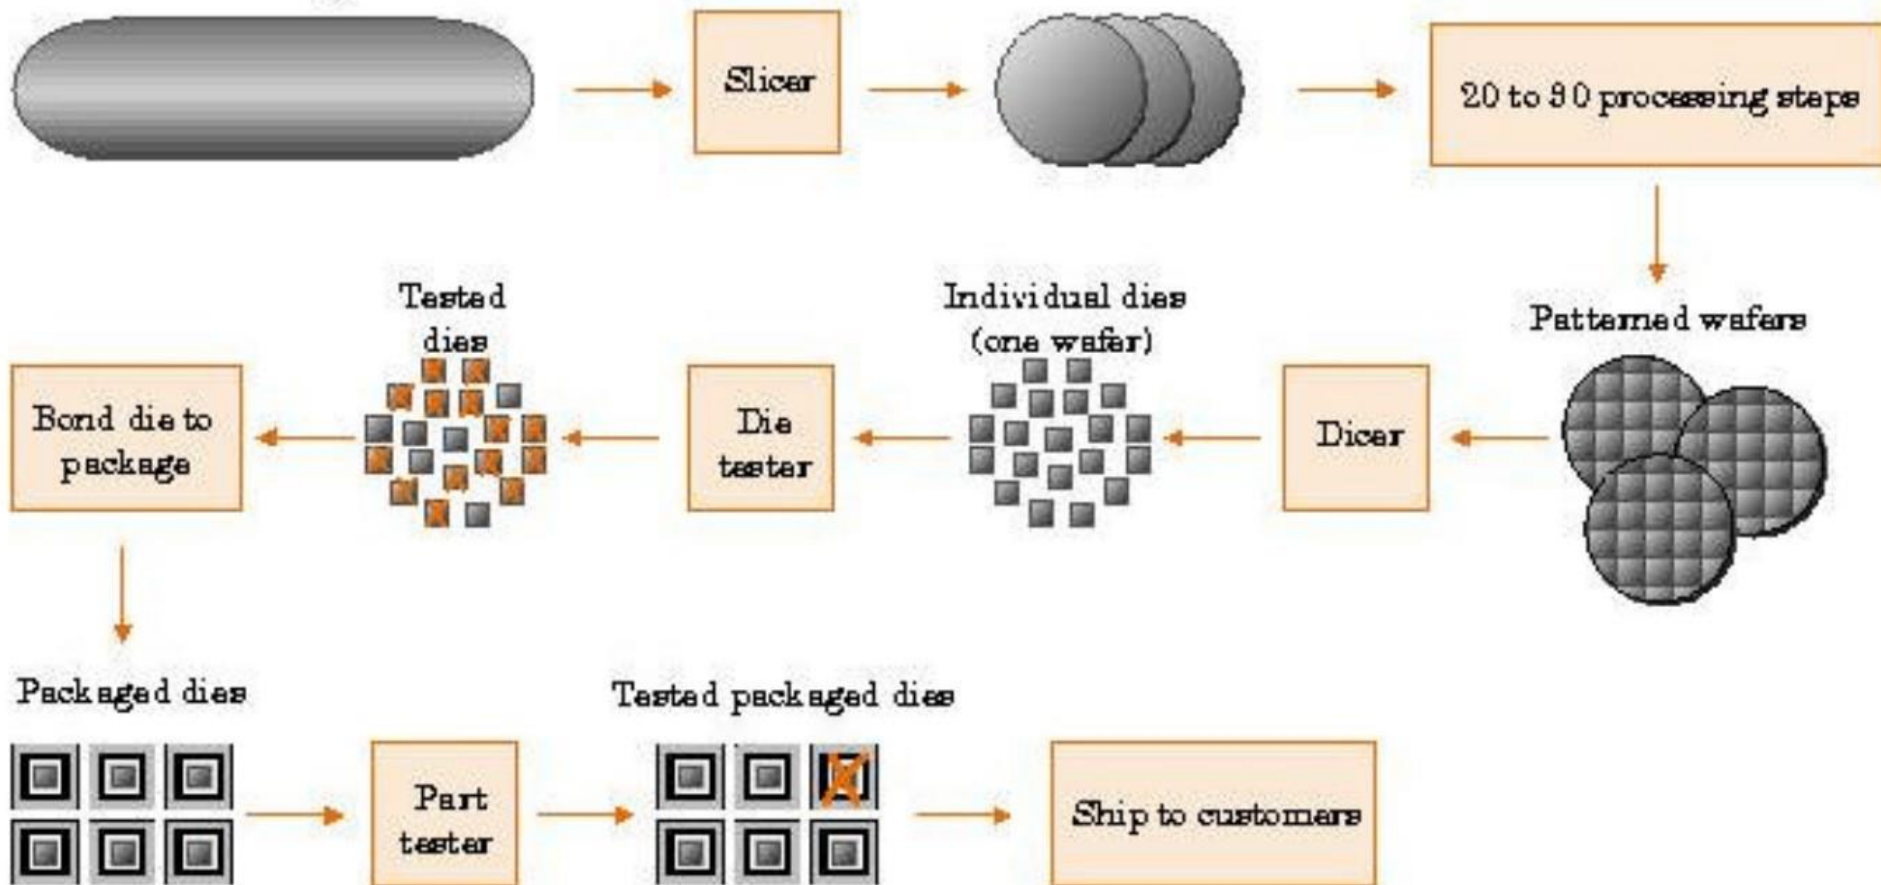 Slicer
20 to 30 processing steps
Patterned wafers
Dicer
Individual dies
(one wafer)
Die
tester
Tested
dies
Bond die to
package
Packaged dies
Part
tester
Tested packaged dies
Ship to customers